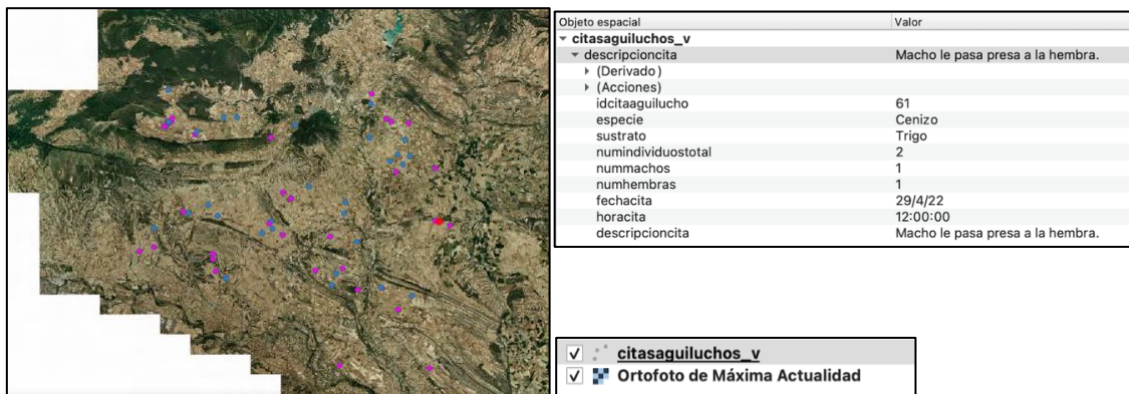 Objeto espacial Valor
citasaguiluchos_v
descripcioncita Macho le pasa presa a la hembra.
(Derivado)
(Acciones)
idcitaaguilucho 61
especie Cenizo
sustrato Trigo
numindividuostotal 2
nummachos 1
numhembras 1
fechacita 29/4/22
horacita 12:00:00
descripcioncita Macho le pasa presa a la hembra.
citasaguiluchos_v
Ortofoto de Máxima Actualidad